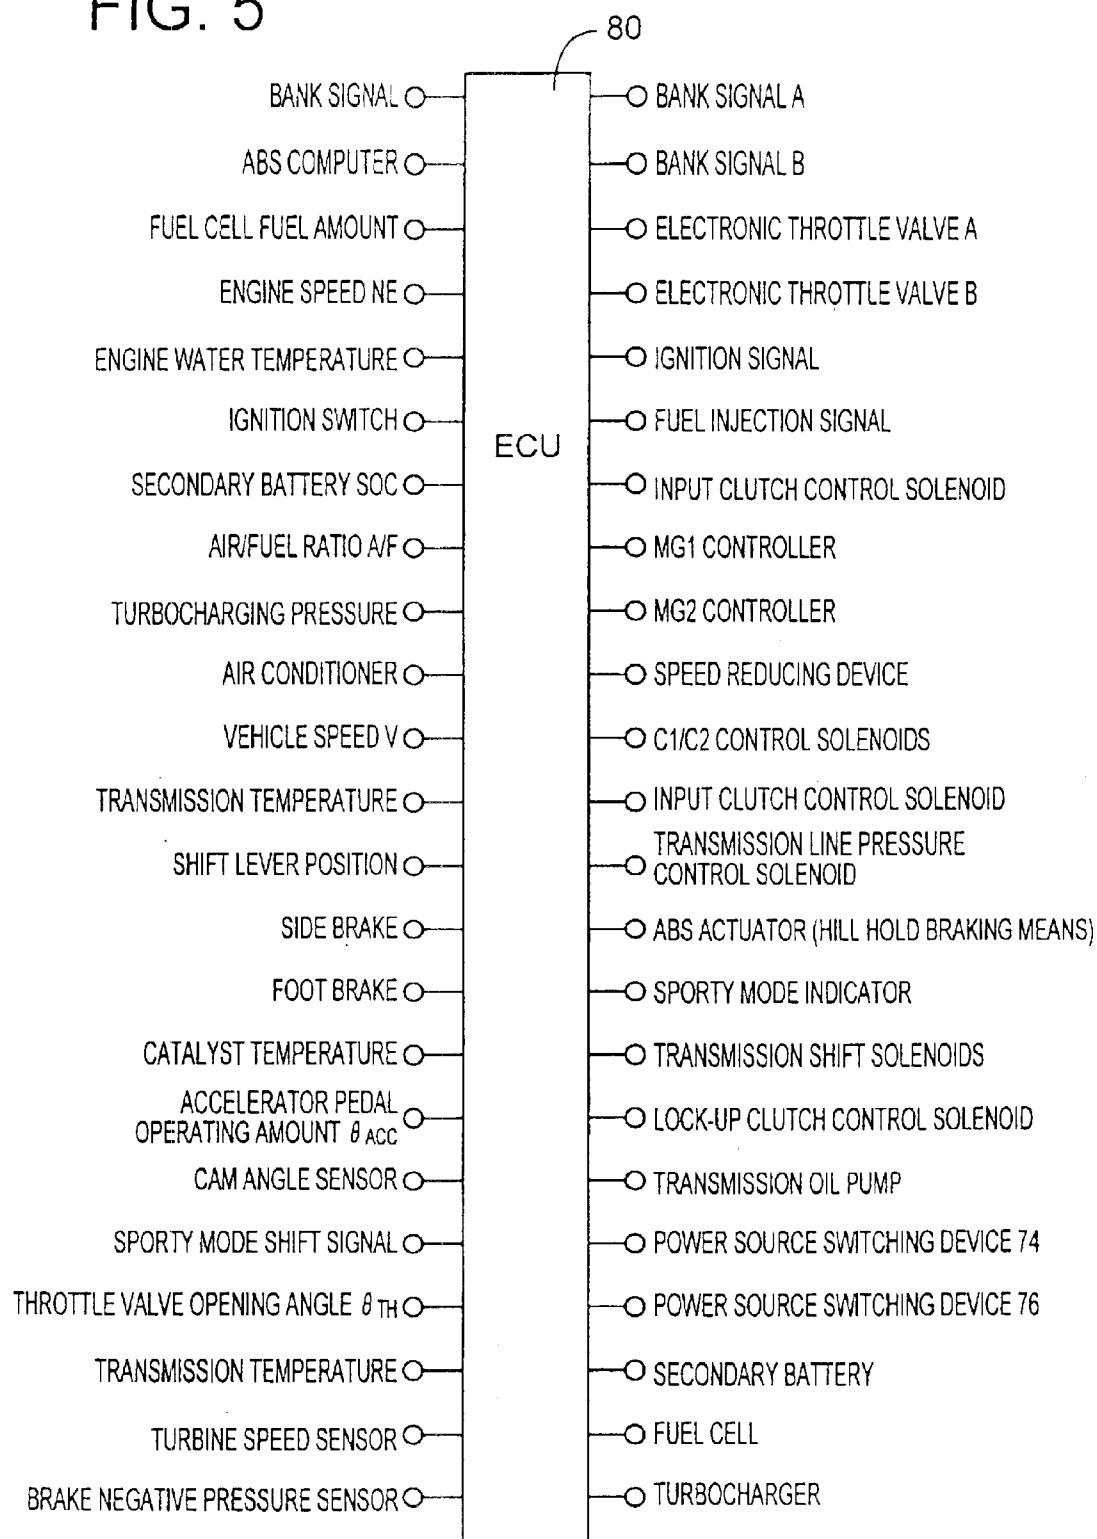 FIG. 5
80
BANK SIGNAL
ABS COMPUTER
FUEL CELL FUEL AMOUNT
ENGINE SPEED NE
ENGINE WATER TEMPERATURE
IGNITION SWITCH
SECONDARY BATTERY SOC
AIR/FUEL RATIO A/F
TURBOCHARGING PRESSURE
AIR CONDITIONER
VEHICLE SPEED V
TRANSMISSION TEMPERATURE
SHIFT LEVER POSITION
SIDE BRAKE
FOOT BRAKE
CATALYST TEMPERATURE
ACCELERATOR PEDAL
OPERATING AMOUNT θ ACC
CAM ANGLE SENSOR
SPORTY MODE SHIFT SIGNAL
THROTTLE VALVE OPENING ANGLE θ TH
TRANSMISSION TEMPERATURE
TURBINE SPEED SENSOR
BRAKE NEGATIVE PRESSURE SENSOR
ECU
BANK SIGNAL A
BANK SIGNAL B
ELECTRONIC THROTTLE VALVE A
ELECTRONIC THROTTLE VALVE B
IGNITION SIGNAL
FUEL INJECTION SIGNAL
INPUT CLUTCH CONTROL SOLENOID
MG1 CONTROLLER
MG2 CONTROLLER
SPEED REDUCING DEVICE
C1/C2 CONTROL SOLENOIDS
INPUT CLUTCH CONTROL SOLENOID
TRANSMISSION LINE PRESSURE
CONTROL SOLENOID
ABS ACTUATOR (HILL HOLD BRAKING MEANS)
SPORTY MODE INDICATOR
TRANSMISSION SHIFT SOLENOIDS
LOCK-UP CLUTCH CONTROL SOLENOID
TRANSMISSION OIL PUMP
POWER SOURCE SWITCHING DEVICE 74
POWER SOURCE SWITCHING DEVICE 76
SECONDARY BATTERY
FUEL CELL
TURBOCHARGER